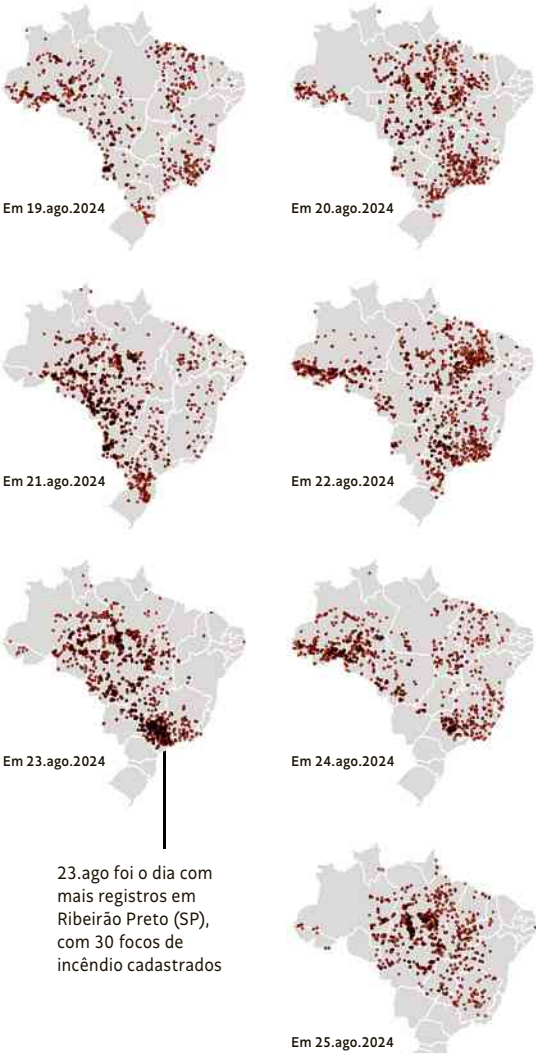 Em 19.ago.2024
Em 20.ago.2024
Em 21.ago.2024
Em 22.ago.2024
Em 23.ago.2024
Em 24.ago.2024
23.ago foi o dia com
mais registros em
Ribeirão Preto (SP),
com 30 focos de
incêndio cadastrados
Em 25.ago.2024